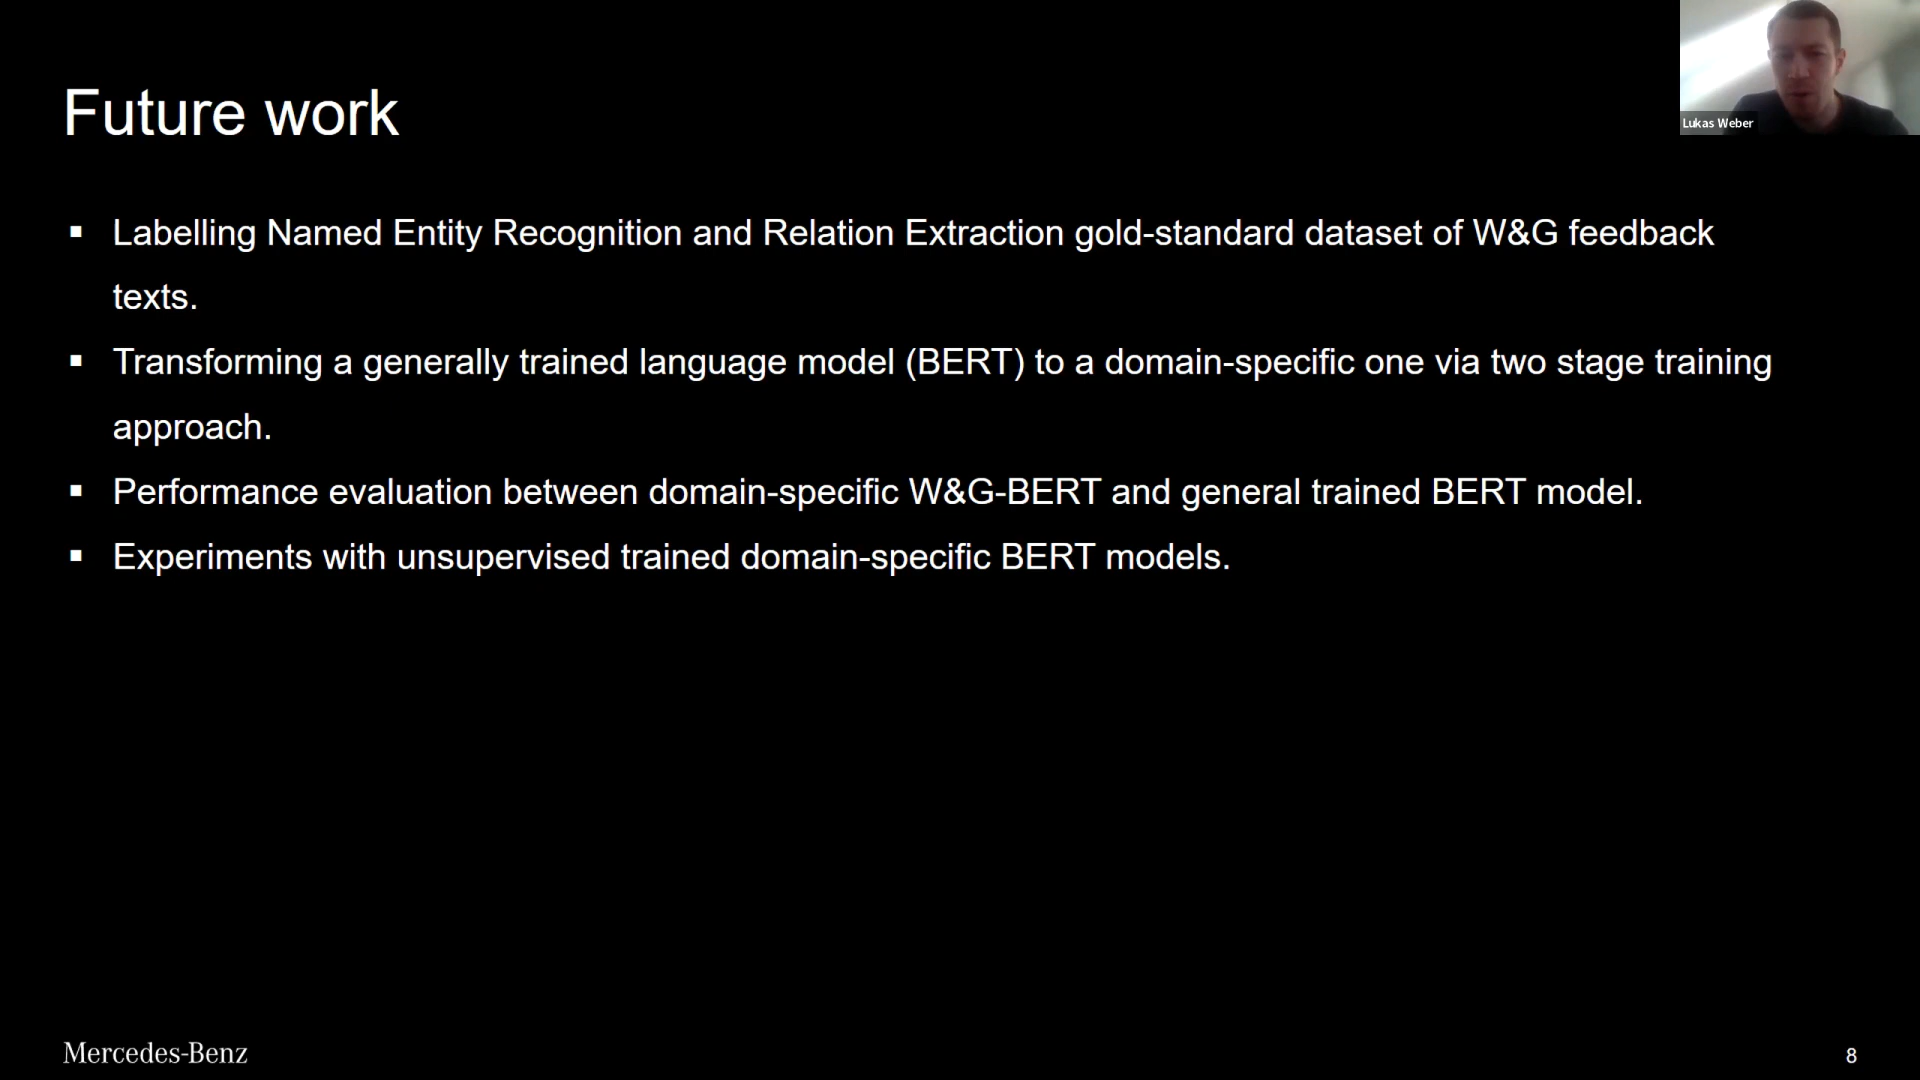 Future work
Lukas Weber
▪ Labelling Named Entity Recognition and Relation Extraction gold-standard dataset of W&G feedback
texts.
▪ Transforming a generally trained language model (BERT) to a domain-specific one via two stage training
approach.
▪ Performance evaluation between domain-specific W&G-BERT and general trained BERT model.
▪ Experiments with unsupervised trained domain-specific BERT models.
Mercedes-Benz
8